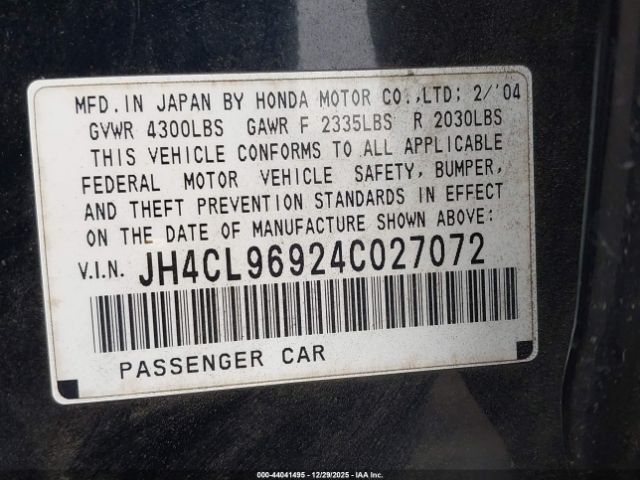 MFD. IN JAPAN BY HONDA MOTOR CO.,LTD; 2/'04
GVWR 4300LBS GAWR F 2335LBS R 2030LBS
THIS VEHICLE CONFORMS TO ALL APPLICABLE
FEDERAL MOTOR VEHICLE SAFETY, BUMPER,
AND THEFT PREVENTION STANDARDS IN EFFECT
ON THE DATE OF MANUFACTURE SHOWN ABOVE:
V.I.N. JH4CL96924C027072
PASSENGER CAR
000-44041495 - 12/29/2025 - IAA Inc.